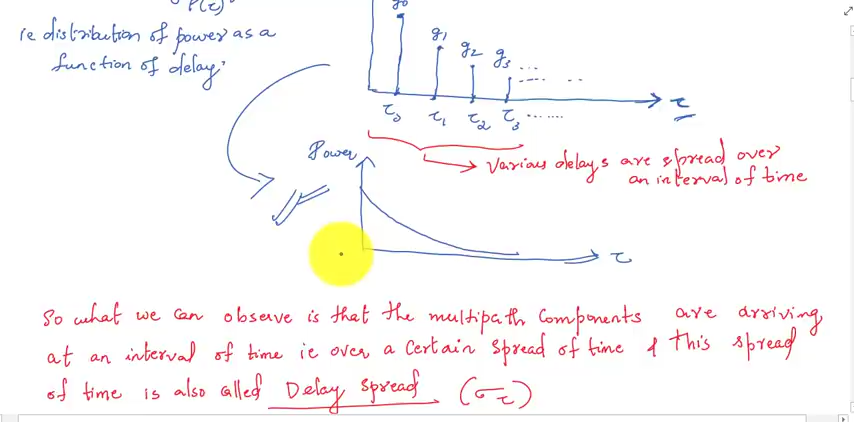 P(τ)
ie distribution of power as a
function of delay.
g0
g1
g2
g3 ....
τ0 τ1 τ2 τ3 ......
τ
Various delays are spread over
an interval of time
Power
τ
So what we can observe is that the multipath components are arriving
at an interval of time ie over a certain spread of time & this spread
of time is also called Delay spread (στ)